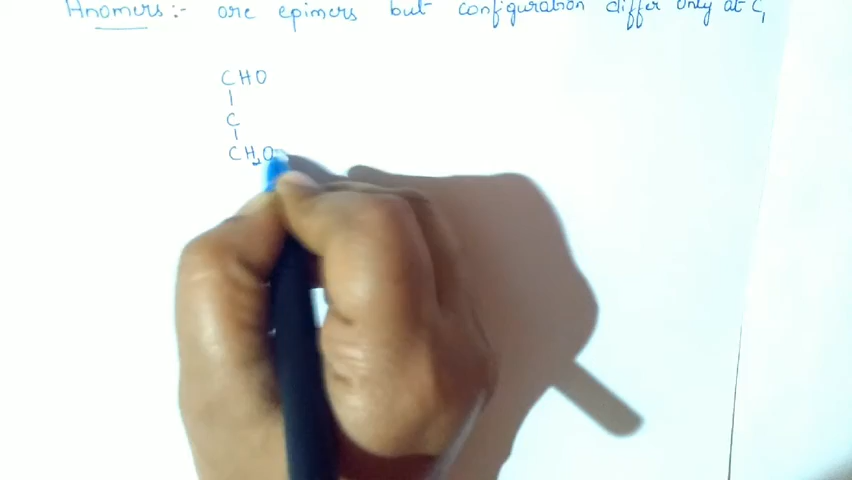 Anomers:- are epimers but configuration differ only at C1
CHO
|
C
|
CH2O